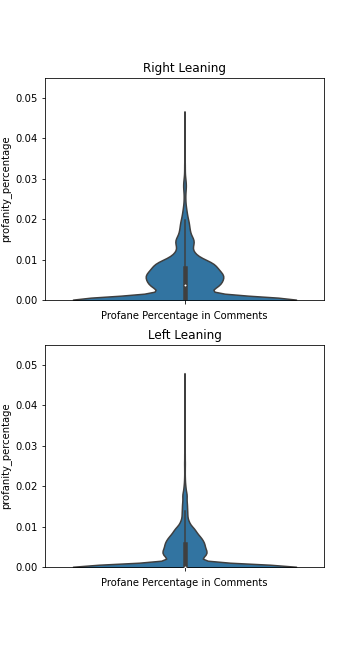 Right Leaning
0.05
0.04
0.03
0.02
0.01
0.00
profanity_percentage
Profane Percentage in Comments
Left Leaning
0.05
0.04
0.03
0.02
0.01
0.00
profanity_percentage
Profane Percentage in Comments